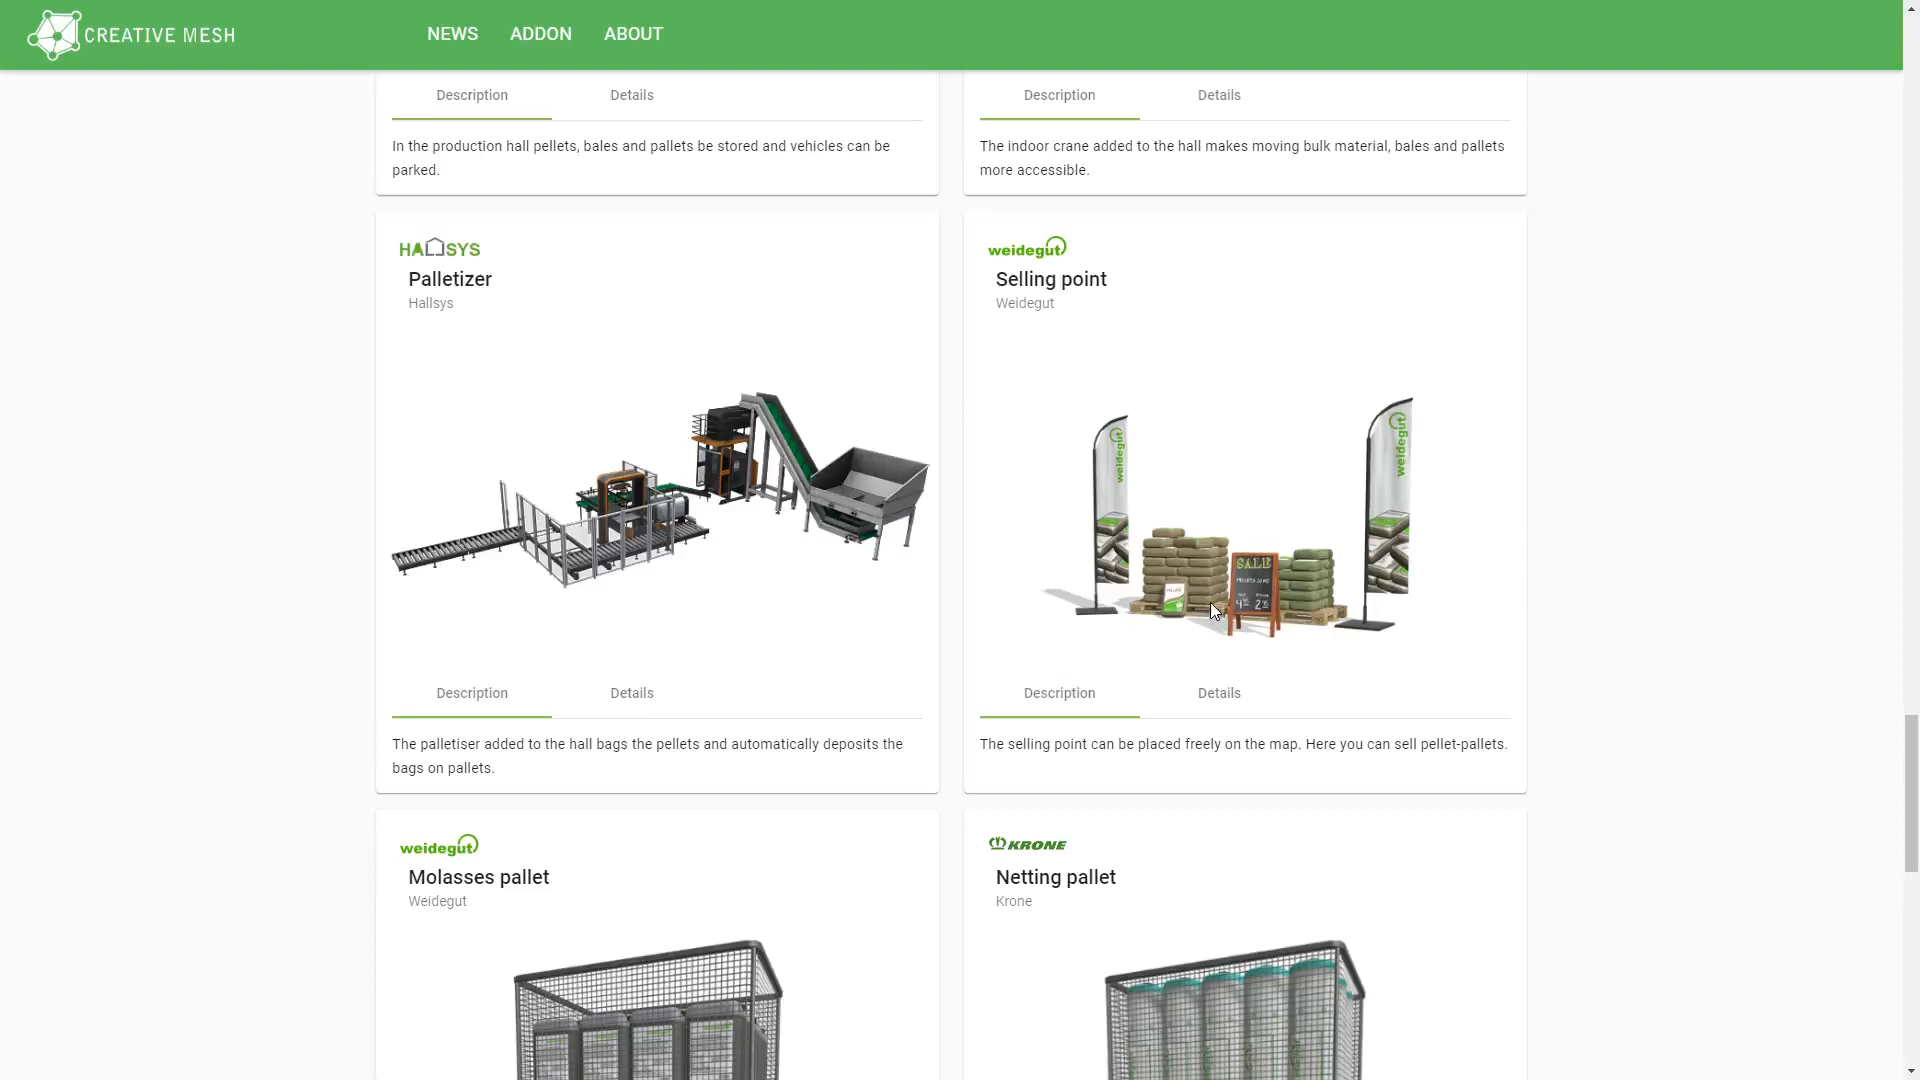 CREATIVE MESH
NEWS
ADDON
ABOUT
Description
Details
In the production hall pellets, bales and pallets be stored and vehicles can be
parked.
Description
Details
The indoor crane added to the hall makes moving bulk material, bales and pallets
more accessible.
HALLSYS
Palletizer
Hallsys
Description
Details
The palletiser added to the hall bags the pellets and automatically deposits the
bags on pallets.
weidegut
Selling point
Weidegut
weidegut
weidegut
SALE
Description
Details
The selling point can be placed freely on the map. Here you can sell pellet-pallets.
weidegut
Molasses pallet
Weidegut
KRONE
Netting pallet
Krone